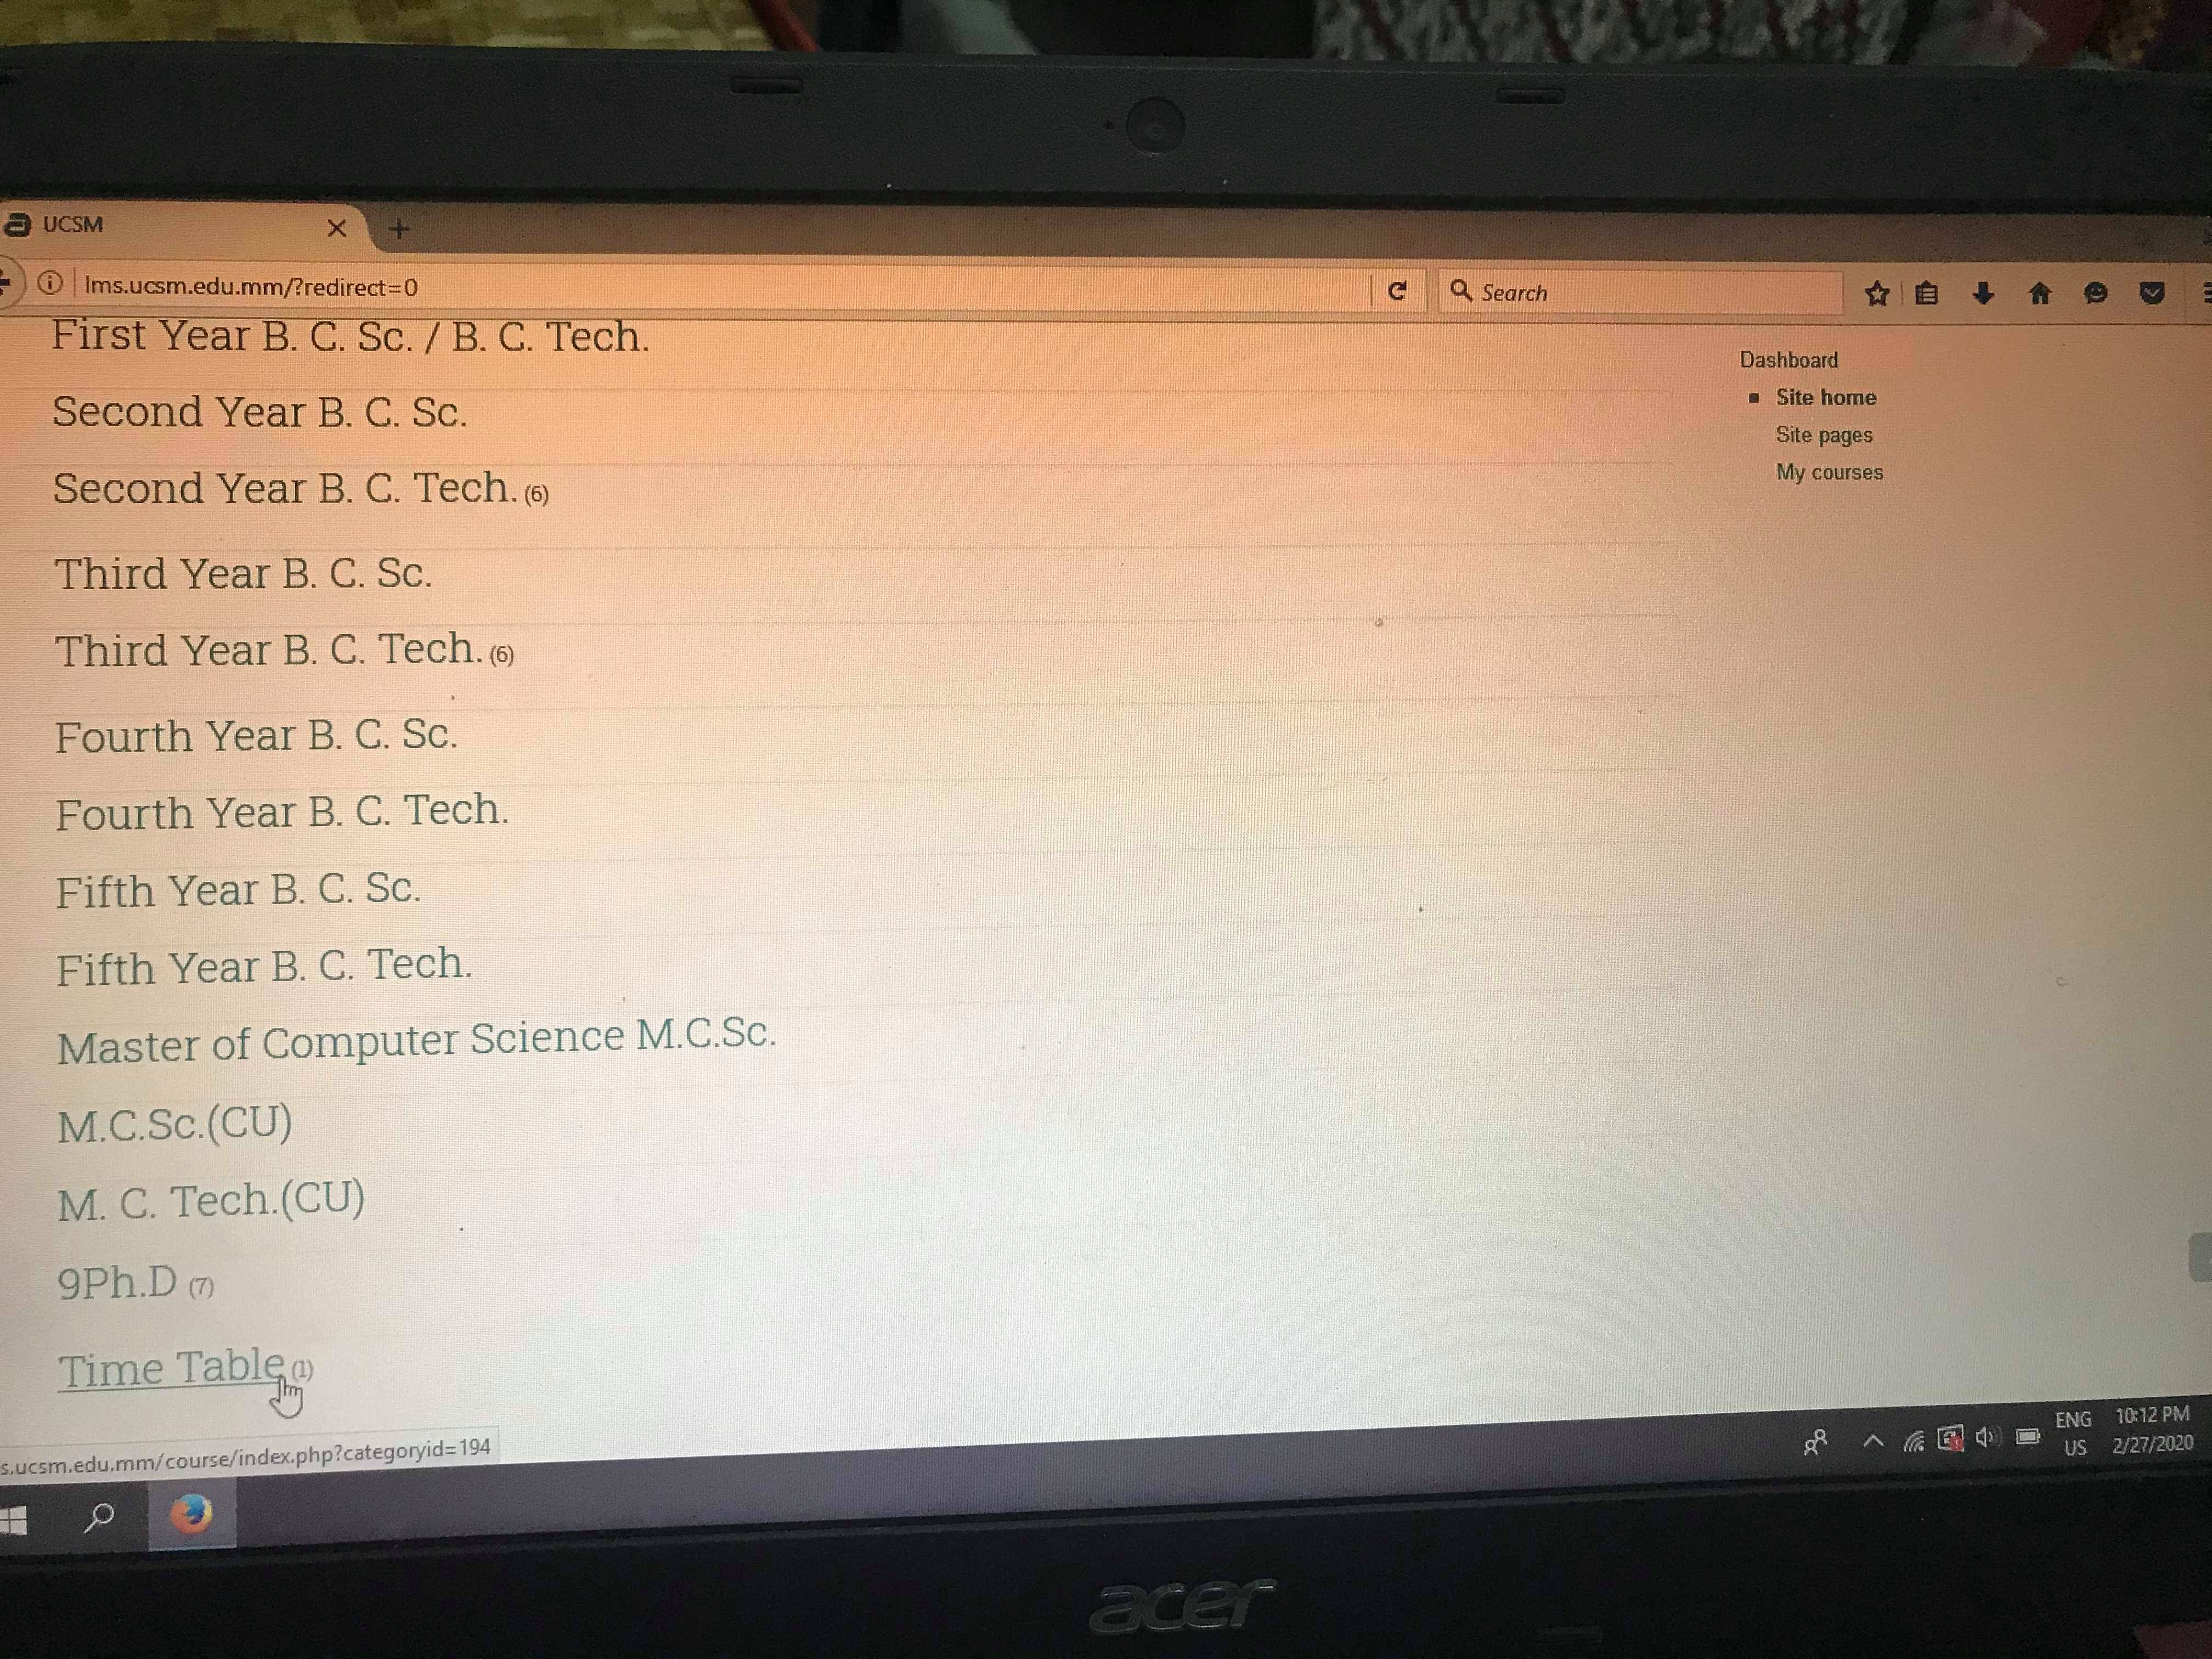 UCSM
lms.ucsm.edu.mm/?redirect=0
Search
First Year B. C. Sc. / B. C. Tech.
Second Year B. C. Sc.
Second Year B. C. Tech. (6)
Third Year B. C. Sc.
Third Year B. C. Tech. (6)
Fourth Year B. C. Sc.
Fourth Year B. C. Tech.
Fifth Year B. C. Sc.
Fifth Year B. C. Tech.
Master of Computer Science M.C.Sc.
M.C.Sc.(CU)
M. C. Tech.(CU)
9Ph.D (7)
Time Table (1)
Dashboard
Site home
Site pages
My courses
s.ucsm.edu.mm/course/index.php?categoryid=194
ENG
US
10:12 PM
2/27/2020
acer